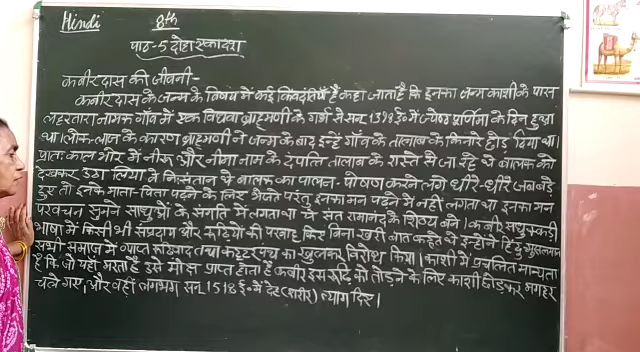 Hindi 8th
पाठ-5 दोहा एकादश
कबीरदास की जीवनी-
कबीरदास के जन्म के विषय में कई किंवदंतियाँ हैं कहा जाता है कि इनका जन्म काशी के पास
लहरतारा नामक गाँव में एक विधवा ब्राह्मणी के गर्भ से सन् 1398 ई० में ज्येष्ठ पूर्णिमा के दिन हुआ
था। लोक-लाज के कारण ब्राह्मणी ने जन्म के बाद इन्हें गाँव के तालाब के किनारे छोड़ दिया था।
प्रातः काल भोर में नीरू और नीमा नाम के दंपति तालाब के रास्ते से जा रहे थे बालक को
देखकर उठा लिया वे निःसंतान थे बालक का पालन-पोषण करने लगे धीरे-धीरे जब बड़े
हुए तो इनके माता-पिता पढ़ने के लिए भेजते परंतु इनका मन पढ़ने में नहीं लगता था इनका मन
परवचन सुनने साधुओं के संगति में लगता था वे संत रामानंद के शिष्य बने। कबीर सधुक्कड़ी
भाषा में किसी भी संप्रदाय और रूढ़ियों की परवाह किए बिना खरी बात कहते थे इन्होंने हिंदू मुसलमान
सभी समाज में व्याप्त रूढ़िवाद तथा कट्टरपंथ का खुलकर विरोध किया। काशी में प्रचलित मान्यता
है कि जो यहाँ मरता है उसे मोक्ष प्राप्त होता है कबीर इस रूढ़ि को तोड़ने के लिए काशी छोड़कर मगहर
चले गए, और वहीं लगभग सन् 1518 ई० में देह (शरीर) त्याग दिए।